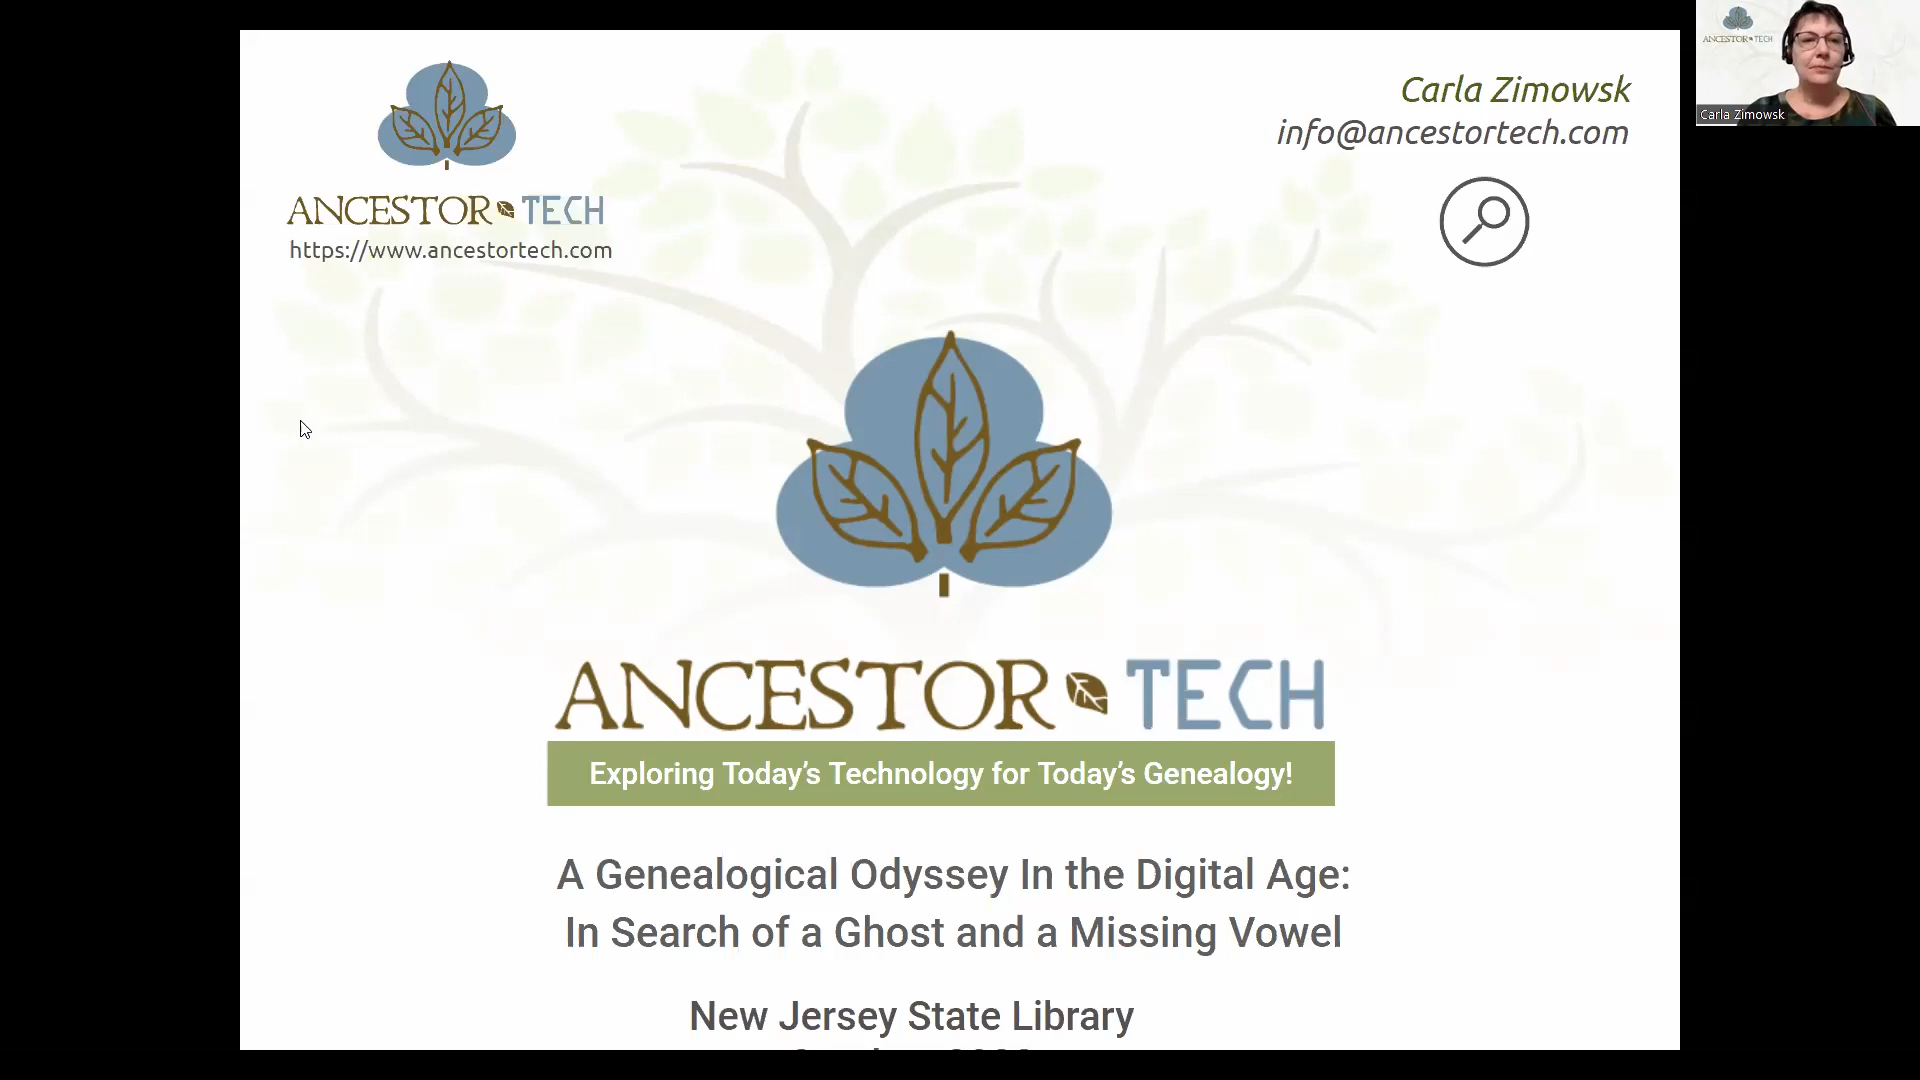 ANCESTOR TECH
https://www.ancestortech.com
Carla Zimowsk
info@ancestortech.com
ANCESTOR TECH
Carla Zimowsk
ANCESTOR TECH
Exploring Today's Technology for Today's Genealogy!
A Genealogical Odyssey In the Digital Age:
In Search of a Ghost and a Missing Vowel
New Jersey State Library